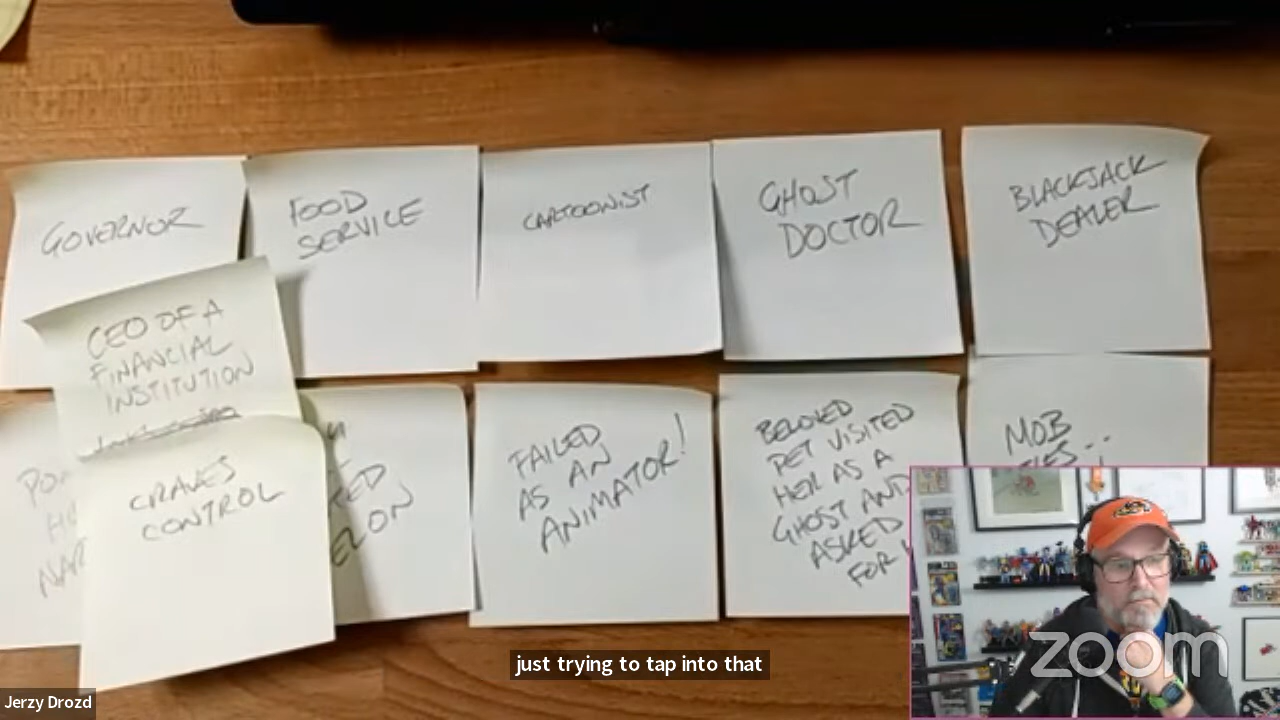 GOVERNOR
FOOD
SERVICE
CARTOONIST
GHOST
DOCTOR
BLACKJACK
DEALER
CEO OF A
FINANCIAL
INSTITUTION
CRAVES
CONTROL
FAILED
AS AN
ANIMATOR!
BELOVED
PET VISITED
HER AS A
GHOST AND
ASKED
FOR
MOB
just trying to tap into that
Jerzy Drozd
zoom